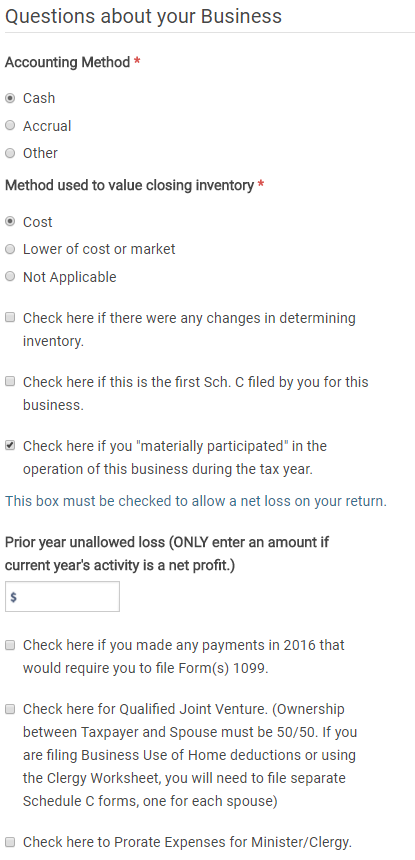 Questions about your Business
Accounting Method *
Cash
Accrual
Other
Method used to value closing inventory *
Cost
Lower of cost or market
Not Applicable
Check here if there were any changes in determining
inventory.
Check here if this is the first Sch. C filed by you for this
business.
Check here if you "materially participated" in the
operation of this business during the tax year.
This box must be checked to allow a net loss on your return.
Prior year unallowed loss (ONLY enter an amount if
current year's activity is a net profit.)
$
Check here if you made any payments in 2016 that
would require you to file Form(s) 1099.
Check here for Qualified Joint Venture. (Ownership
between Taxpayer and Spouse must be 50/50. If you
are filing Business Use of Home deductions or using
the Clergy Worksheet, you will need to file separate
Schedule C forms, one for each spouse)
Check here to Prorate Expenses for Minister/Clergy.